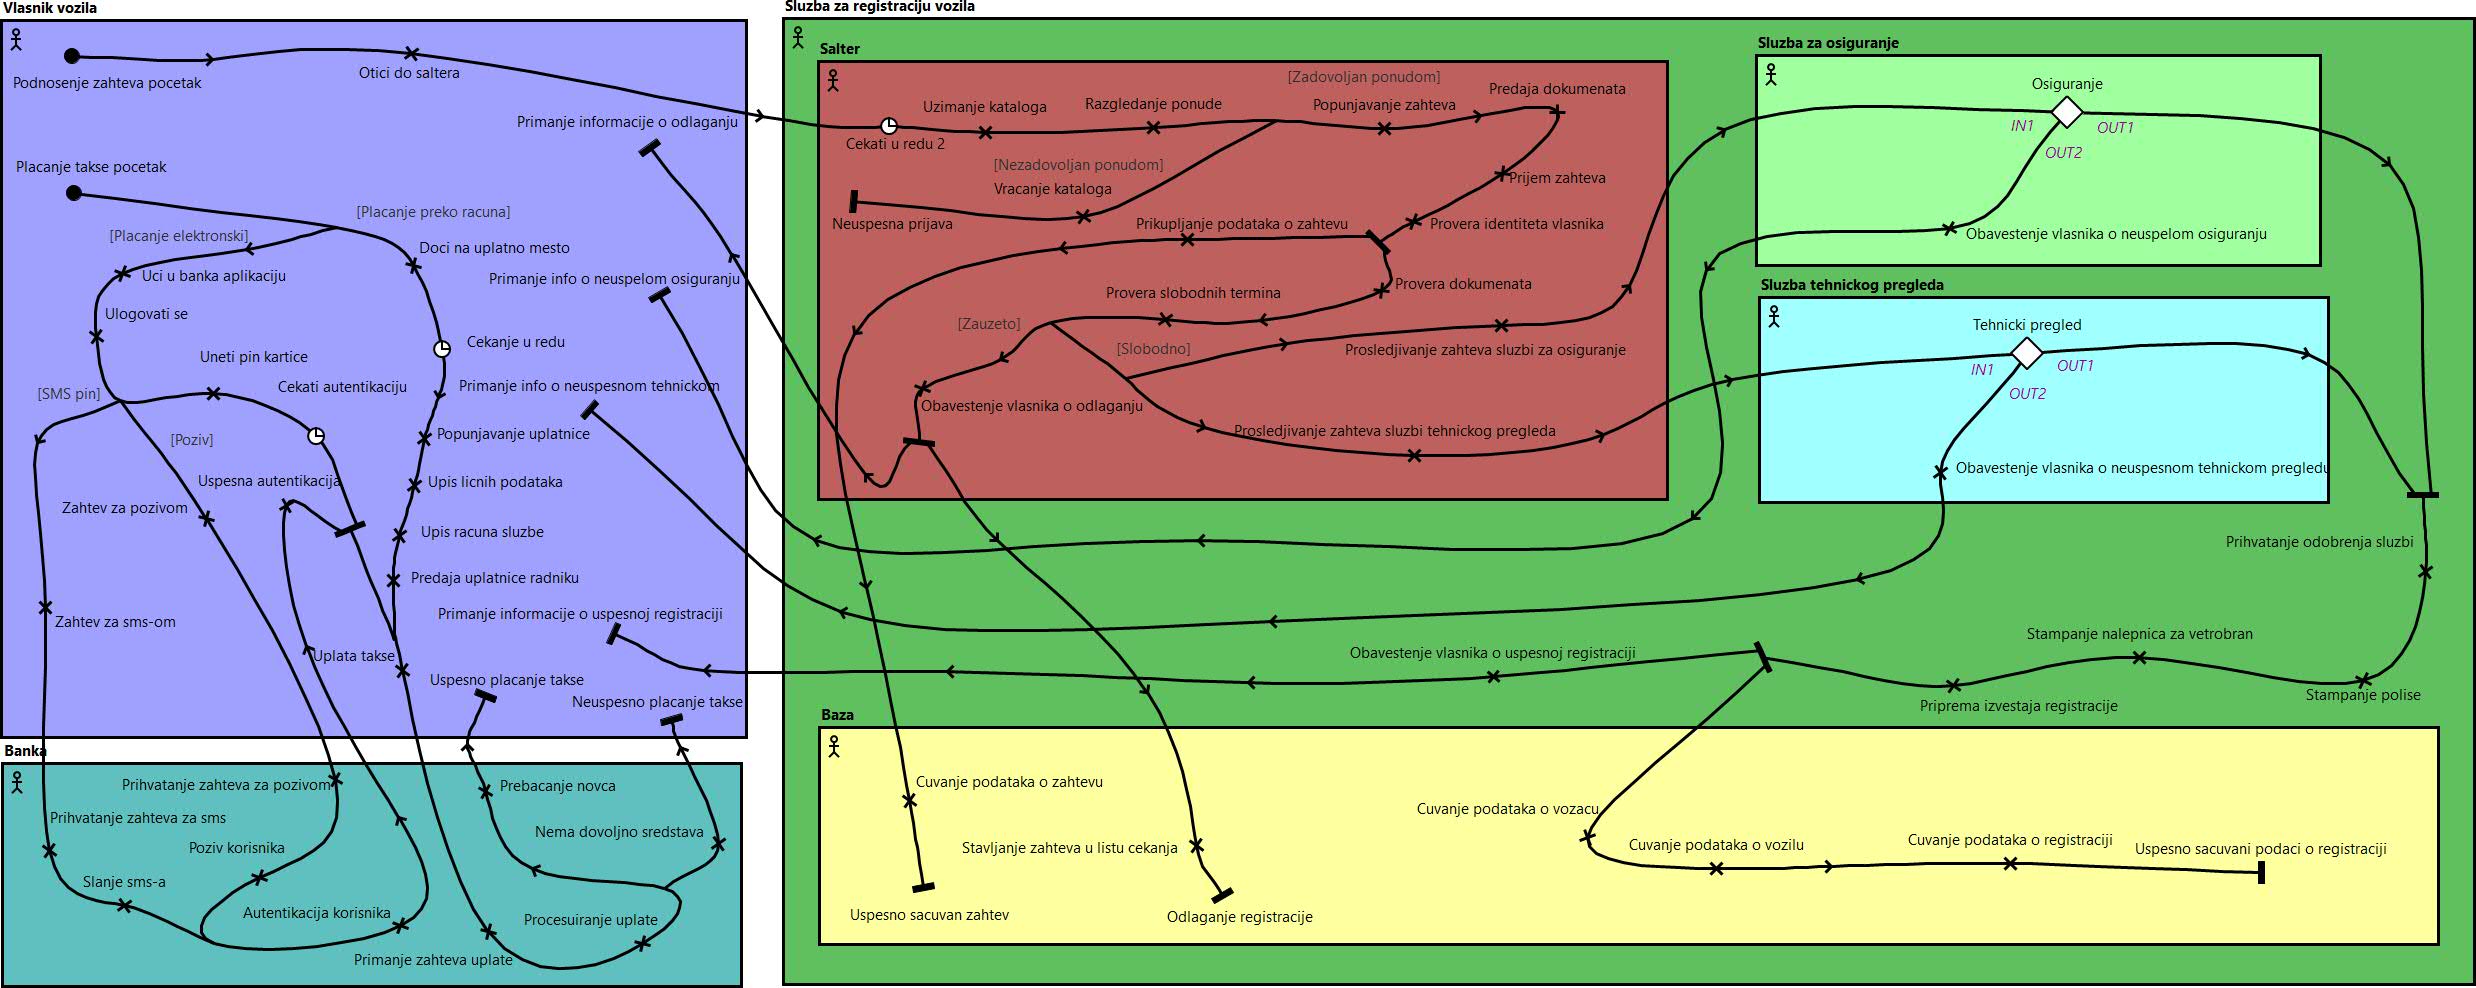 Vlasnik vozila
Podnosenje zahteva pocetak
Otici do saltera
Primanje informacije o odlaganju
Placanje takse pocetak
[Placanje preko racuna]
[Placanje elektronski]
Doci na uplatno mesto
Uci u banka aplikaciju
Primanje info o neuspelom osiguranju
Ulogovati se
Cekanje u redu
Uneti pin kartice
Cekati autentikaciju
Primanje info o neuspesnom tehnickom
[SMS pin]
[Poziv]
Popunjavanje uplatnice
Uspesna autentikacija
Upis licnih podataka
Zahtev za pozivom
Upis racuna sluzbe
Predaja uplatnice radniku
Primanje informacije o uspesnoj registraciji
Zahtev za sms-om
Uplata takse
Uspesno placanje takse
Neuspesno placanje takse
Banka
Prihvatanje zahteva za pozivom
Prebacanje novca
Prihvatanje zahteva za sms
Nema dovoljno sredstava
Poziv korisnika
Slanje sms-a
Autentikacija korisnika
Procesuiranje uplate
Primanje zahteva uplate
Sluzba za registraciju vozila
Salter
[Zadovoljan ponudom]
Predaja dokumenata
Uzimanje kataloga
Razgledanje ponude
Popunjavanje zahteva
Cekati u redu 2
[Nezadovoljan ponudom]
Vracanje kataloga
Prijem zahteva
Neuspesna prijava
Prikupljanje podataka o zahtevu
Provera identiteta vlasnika
Provera slobodnih termina
Provera dokumenata
[Zauzeto]
[Slobodno]
Prosledjivanje zahteva sluzbi za osiguranje
Obavestenje vlasnika o odlaganju
Prosledjivanje zahteva sluzbi tehnickog pregleda
Sluzba za osiguranje
Osiguranje
IN1
OUT1
OUT2
Obavestenje vlasnika o neuspelom osiguranju
Sluzba tehnickog pregleda
Tehnicki pregled
IN1
OUT1
OUT2
Obavestenje vlasnika o neuspesnom tehnickom pregledu
Prihvatanje odobrenja sluzbi
Stampanje nalepnica za vetrobran
Obavestenje vlasnika o uspesnoj registraciji
Stampanje polise
Priprema izvestaja registracije
Baza
Cuvanje podataka o zahtevu
Cuvanje podataka o vozacu
Stavljanje zahteva u listu cekanja
Cuvanje podataka o vozilu
Cuvanje podataka o registraciji
Uspesno sacuvani podaci o registraciji
Uspesno sacuvan zahtev
Odlaganje registracije